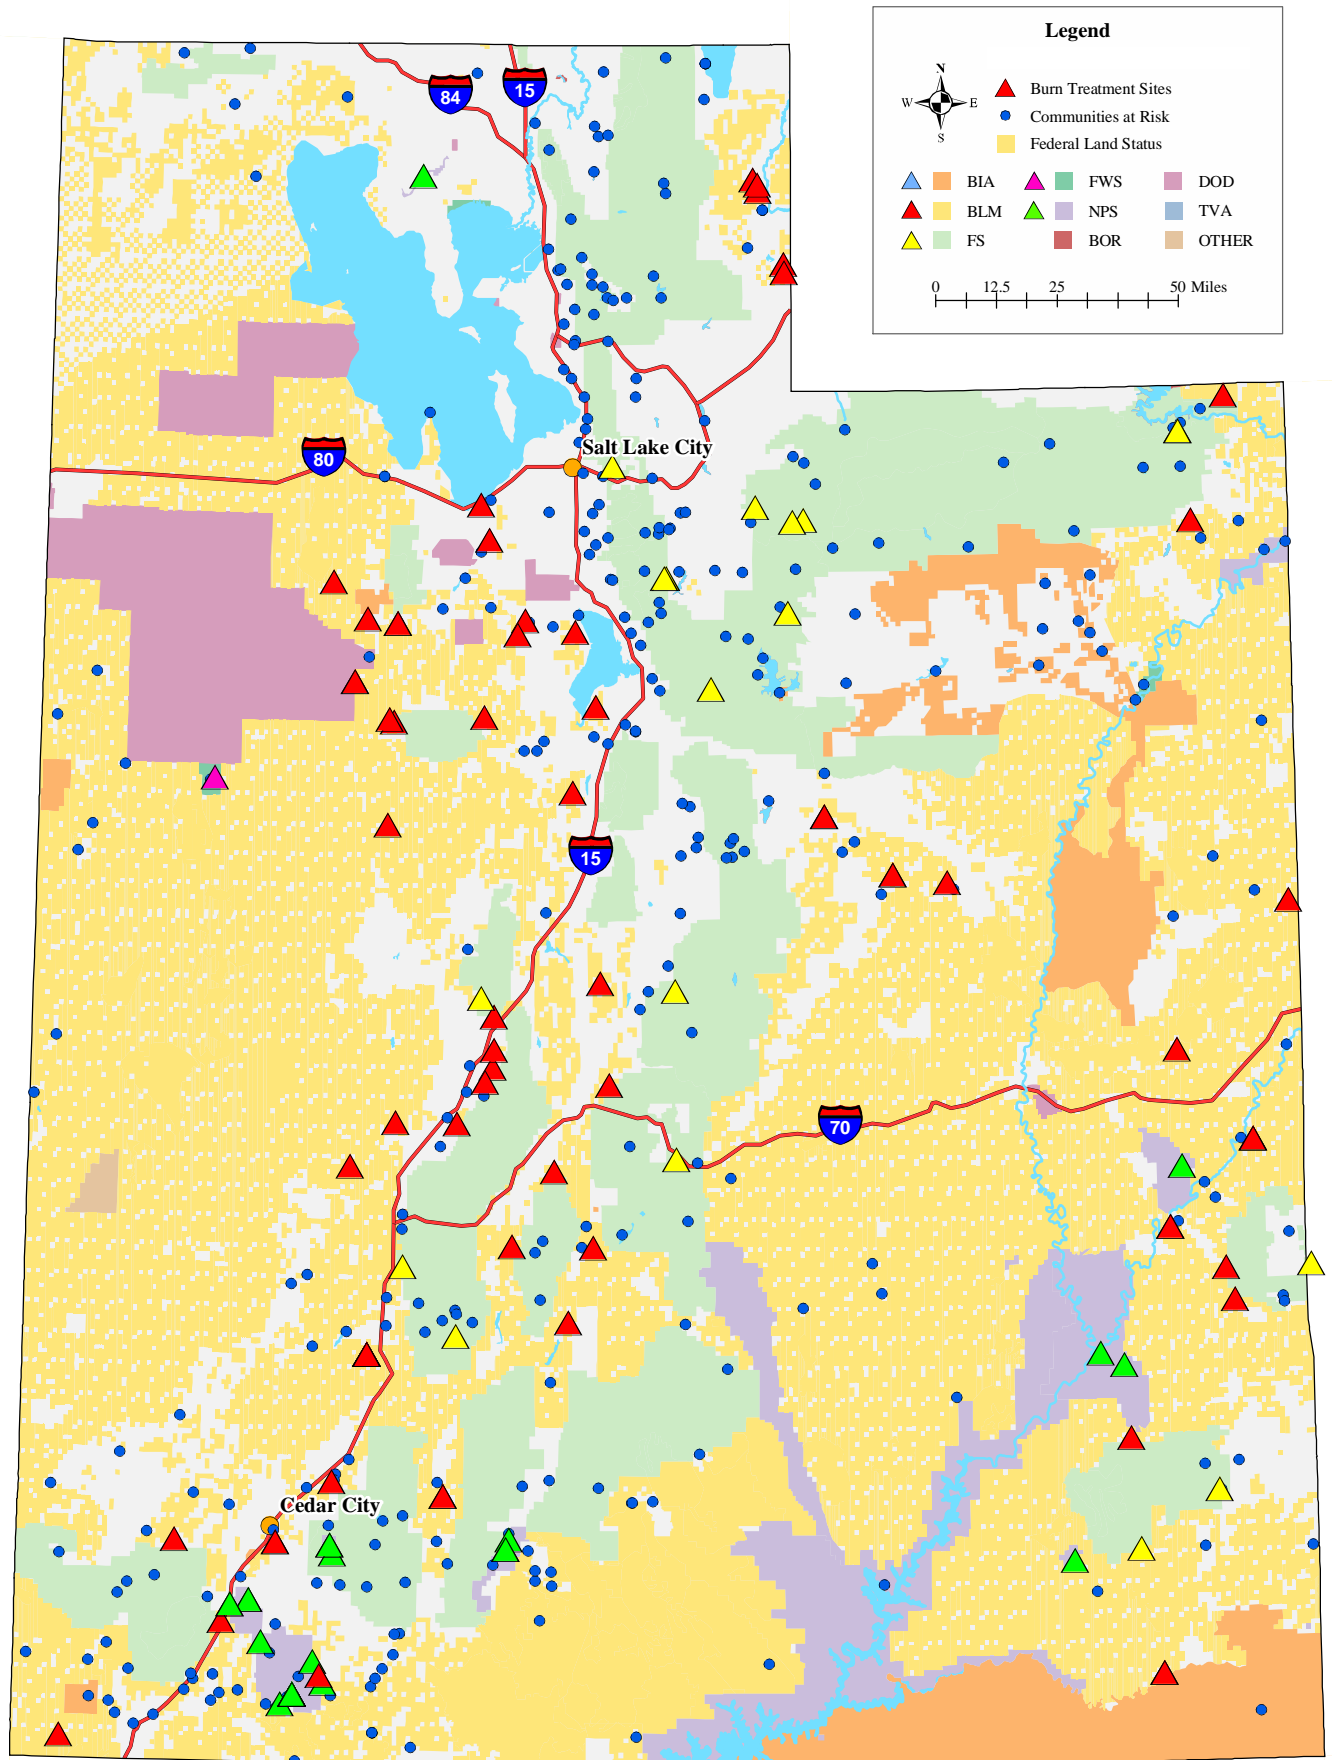 Legend
N
W E
S
Burn Treatment Sites
Communities at Risk
Federal Land Status
BIA FWS DOD
BLM NPS TVA
FS BOR OTHER
0 12.5 25 50 Miles
84
15
80
Salt Lake City
15
70
Cedar City